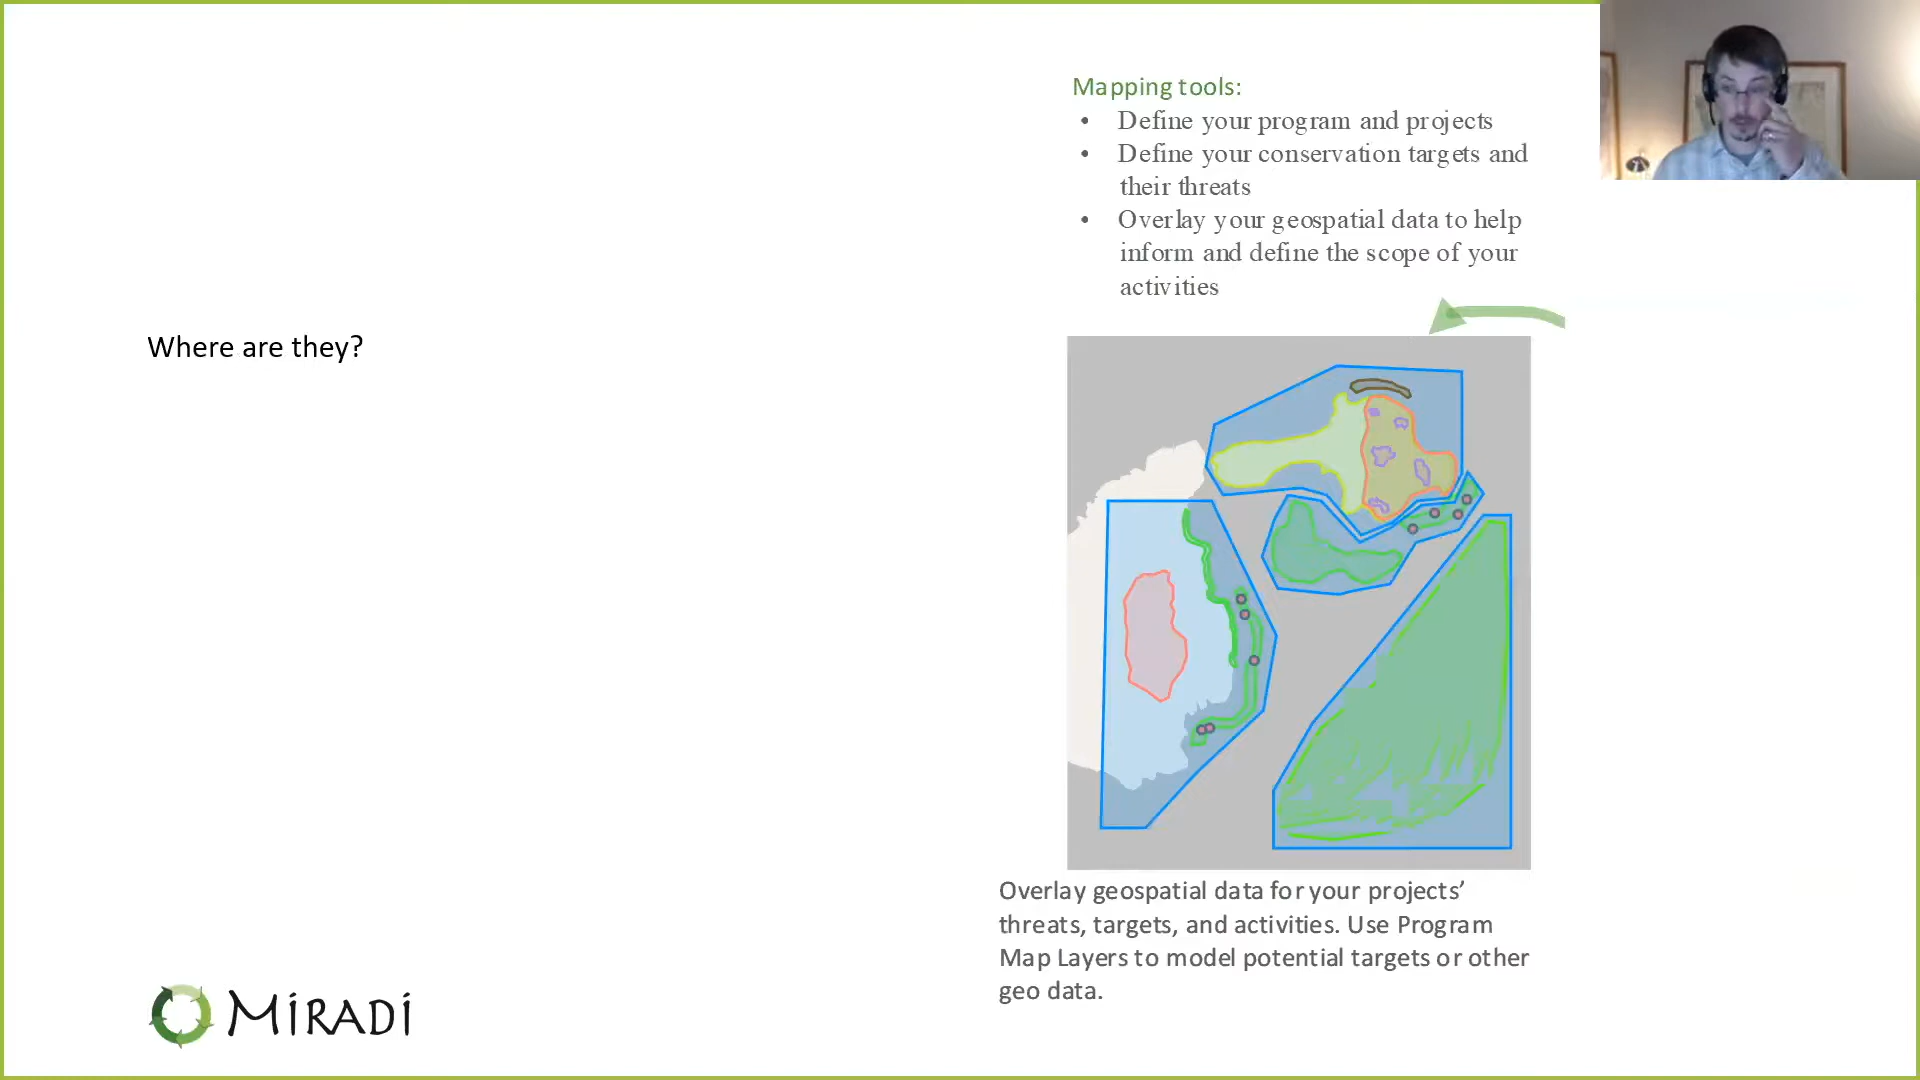 Mapping tools:
• Define your program and projects
• Define your conservation targets and
their threats
• Overlay your geospatial data to help
inform and define the scope of your
activities
Where are they?
Overlay geospatial data for your projects’
threats, targets, and activities. Use Program
Map Layers to model potential targets or other
geo data.
MiRADi